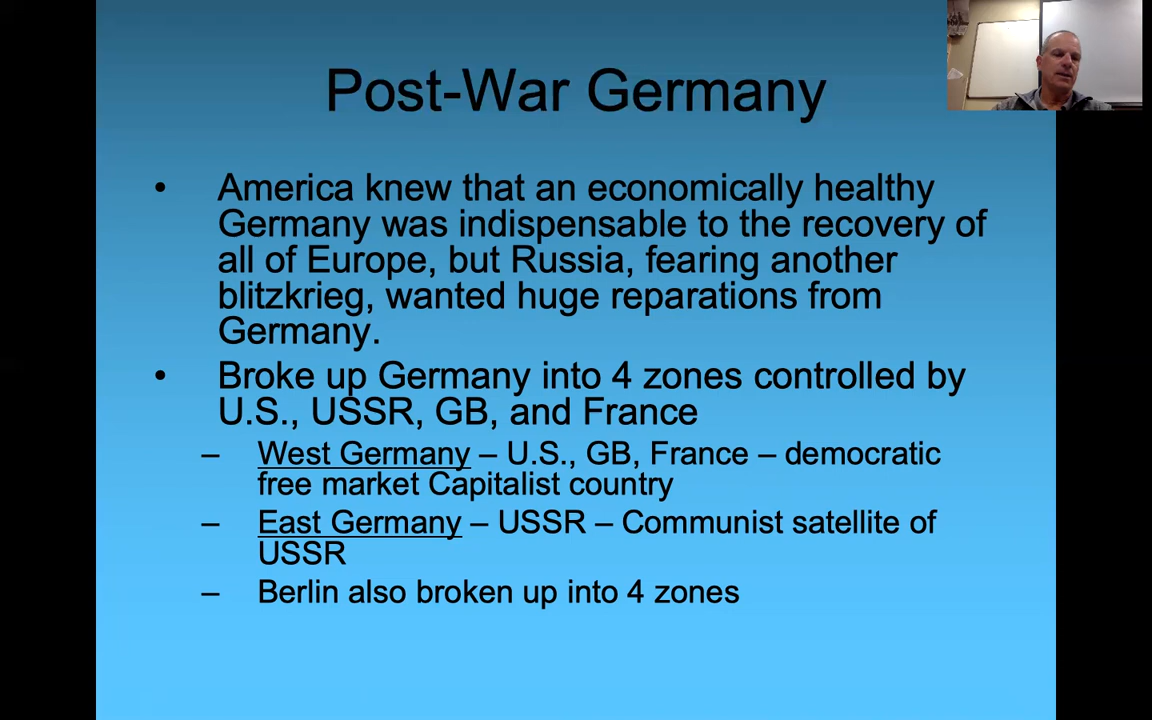 Post-War Germany
• America knew that an economically healthy
Germany was indispensable to the recovery of
all of Europe, but Russia, fearing another
blitzkrieg, wanted huge reparations from
Germany.
• Broke up Germany into 4 zones controlled by
U.S., USSR, GB, and France
– West Germany – U.S., GB, France – democratic
free market Capitalist country
– East Germany – USSR – Communist satellite of
USSR
– Berlin also broken up into 4 zones